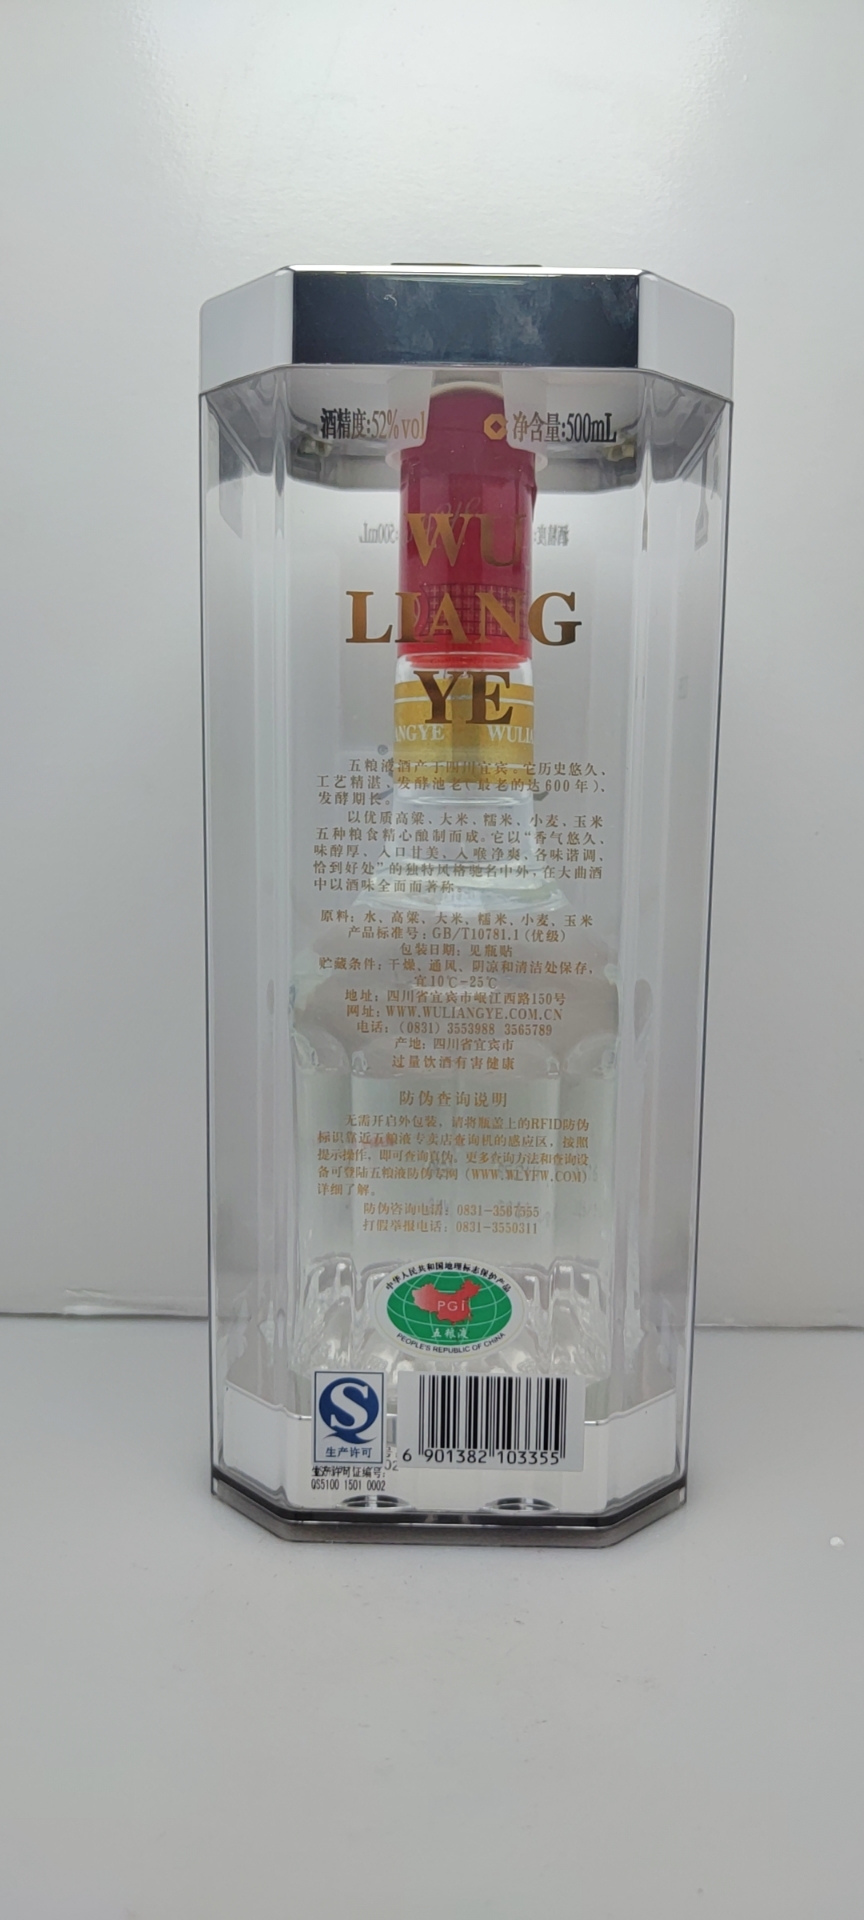 酒精度:52%vol 净含量:500mL
WU
LIANG
YE
ANGYE WULIA
五粮液酒产于四川宜宾。它历史悠久、
工艺精湛、发酵池老(最老的达600年)、
发酵期长。
以优质高粱、大米、糯米、小麦、玉米
五种粮食精心酿制而成。它以“香气悠久、
味醇厚、入口甘美、入喉净爽、各味谐调、
恰到好处”的独特风格驰名中外,在大曲酒
中以酒味全面而著称。
原料: 水、高粱、大米、糯米、小麦、玉米
产品标准号: GB/T10781.1 (优级)
包装日期: 见瓶贴
贮藏条件: 干燥、通风、阴凉和清洁处保存,
宜10℃-25℃
地址: 四川省宜宾市岷江西路150号
网址: WWW.WULIANGYE.COM.CN
电话: (0831) 3553988 3565789
产地: 四川省宜宾市
过量饮酒有害健康
防伪查询说明
无需开启外包装, 请将瓶盖上的RFID防伪
标识靠近五粮液专卖店查询机的感应区, 按照
提示操作, 即可查询真伪。更多查询方法和查询设
备可登陆五粮液防伪专网 (WWW.WLYFW.COM)
详细了解。
防伪咨询电话: 0831-3567555
打假举报电话: 0831-3550311
中华人民共和国地理标志保护产品
PGI
五粮液
PEOPLE'S REPUBLIC OF CHINA
S
生产许可
生产许可证编号:
QS5100 1501 0002
6 901382 103355